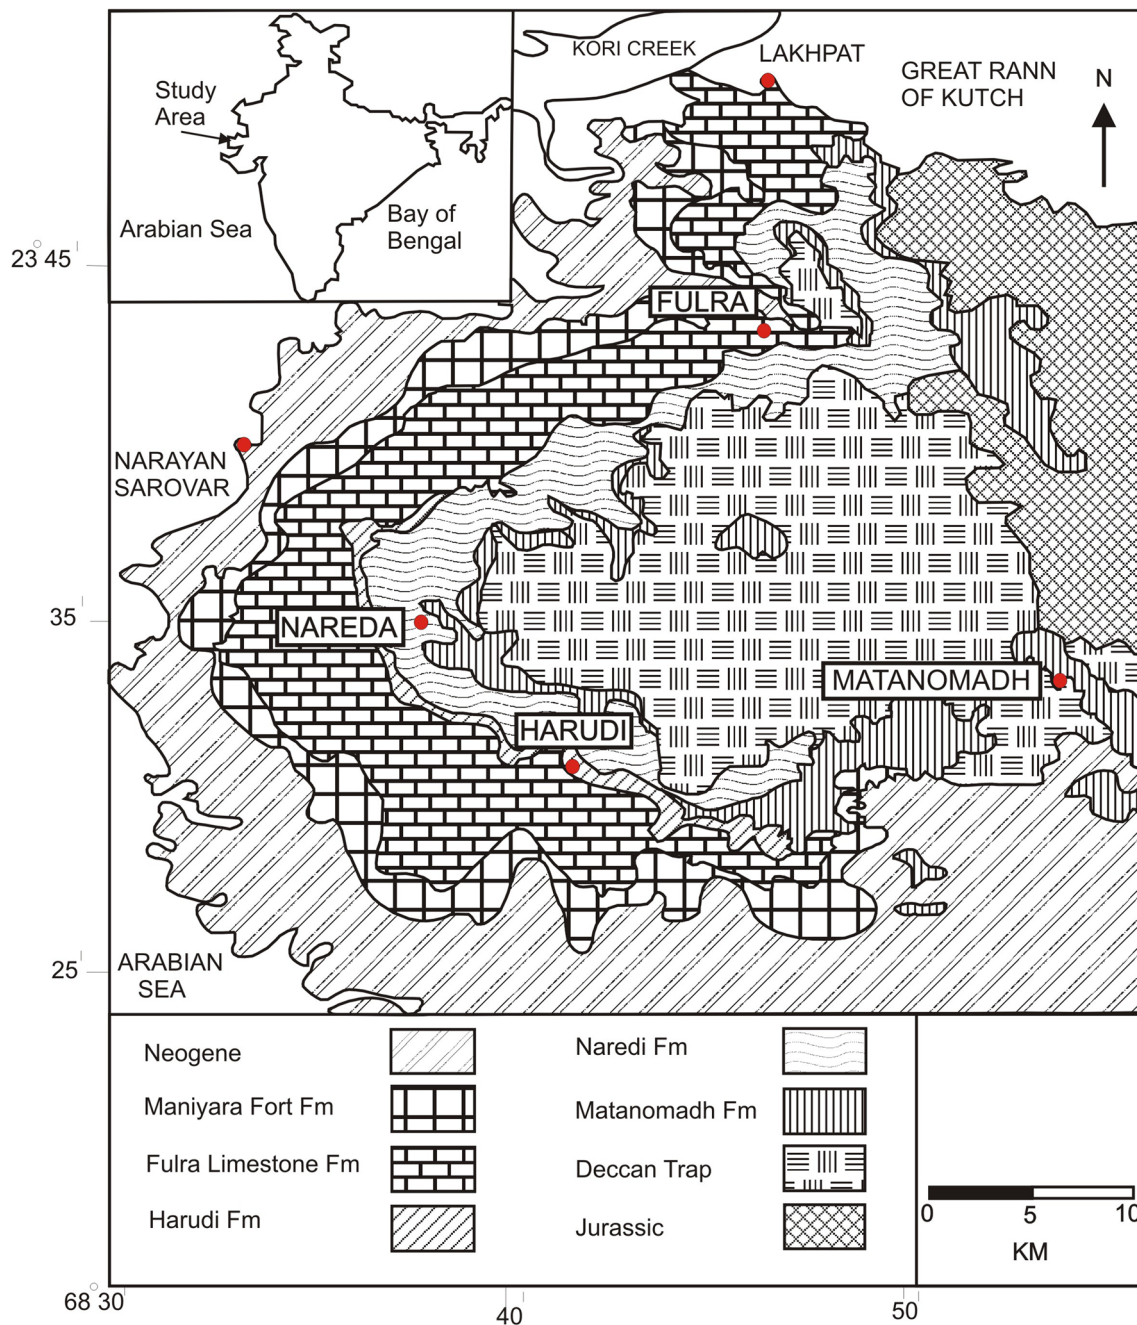 KORI CREEK
LAKHPAT
GREAT RANN
OF KUTCH
N
Study
Area
Arabian Sea
Bay of
Bengal
23° 45'
FULRA
NARAYAN
SAROVAR
35'
NAREDA
MATANOMADH
HARUDI
25'
ARABIAN
SEA
Neogene
Maniyara Fort Fm
Fulra Limestone Fm
Harudi Fm
Naredi Fm
Matanomadh Fm
Deccan Trap
Jurassic
0 5 10
KM
68° 30' 40' 50'